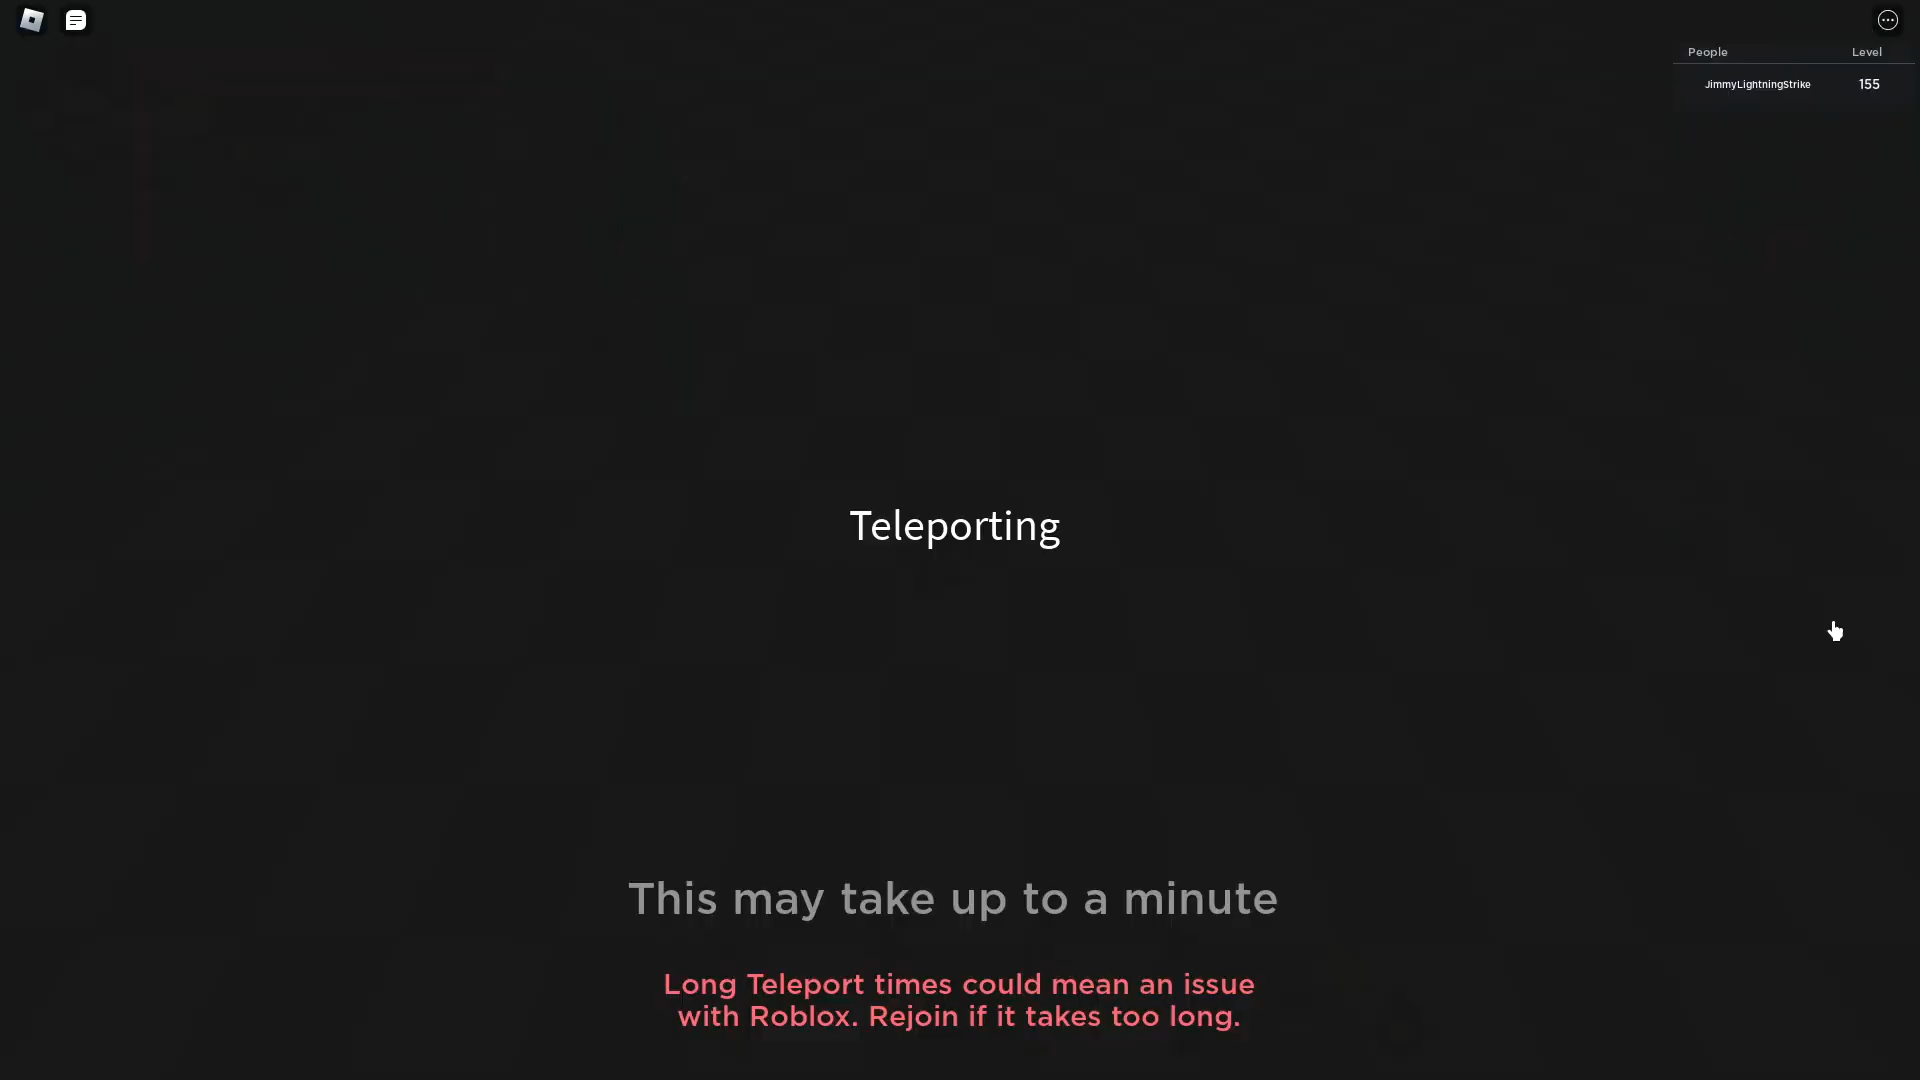 People Level
JimmyLightningStrike 155
Teleporting
This may take up to a minute
Long Teleport times could mean an issue
with Roblox. Rejoin if it takes too long.